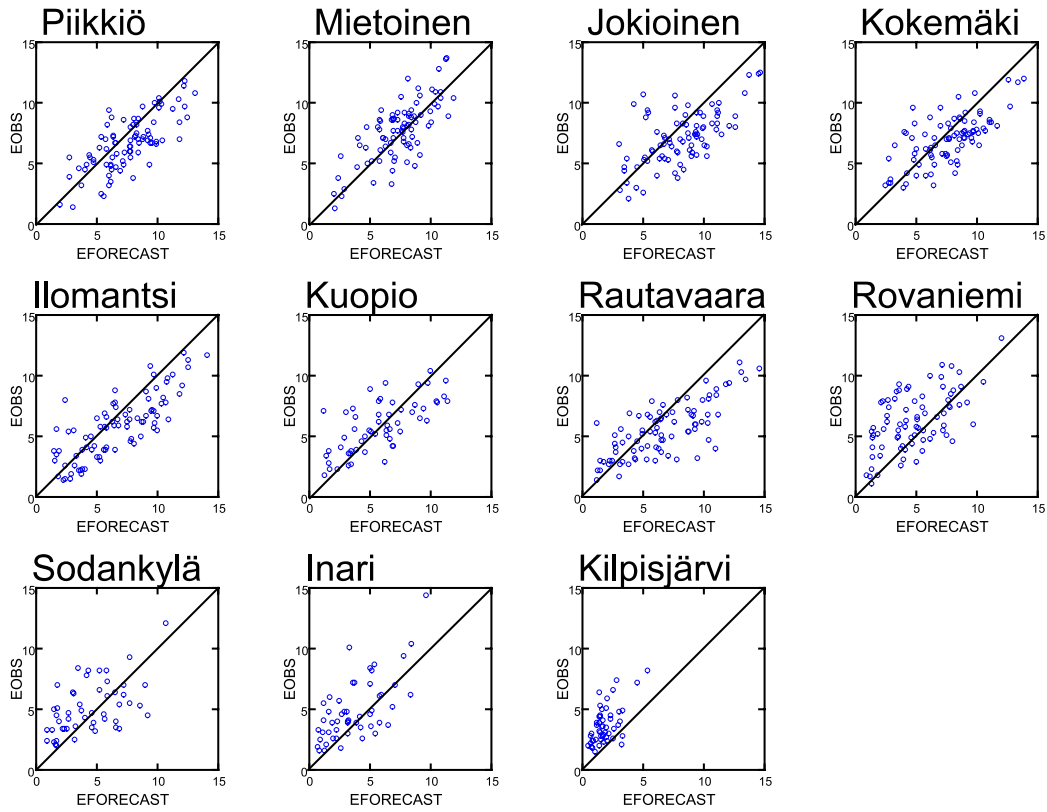 Piikkiö Mietoinen Jokioinen Kokemäki
15 15 15 15
10 10 10 10
EOBS EOBS EOBS EOBS
5 5 5 5
0 0 0 0
0 5 10 15 0 5 10 15 0 5 10 15 0 5 10 15
EFORECAST EFORECAST EFORECAST EFORECAST
Ilomantsi Kuopio Rautavaara Rovaniemi
15 15 15 15
10 10 10 10
EOBS EOBS EOBS EOBS
5 5 5 5
0 0 0 0
0 5 10 15 0 5 10 15 0 5 10 15 0 5 10 15
EFORECAST EFORECAST EFORECAST EFORECAST
Sodankylä Inari Kilpisjärvi
15 15 15
10 10 10
EOBS EOBS EOBS
5 5 5
0 0 0
0 5 10 15 0 5 10 15 0 5 10 15
EFORECAST EFORECAST EFORECAST